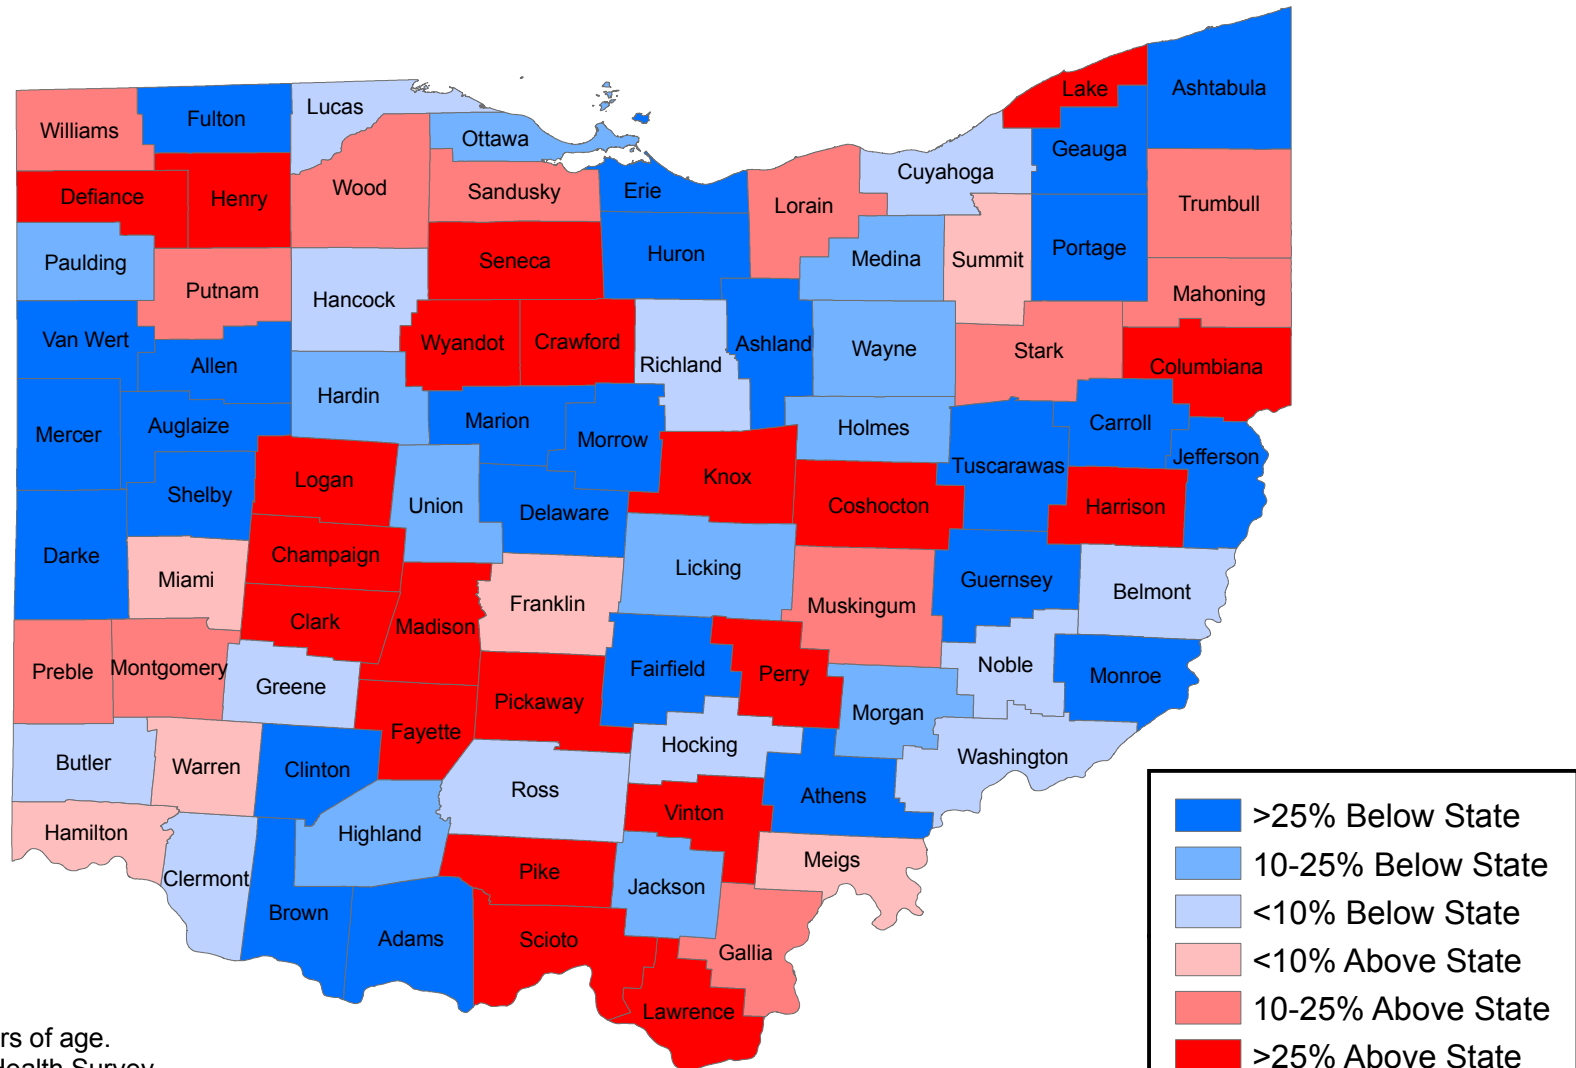 Lake
Ashtabula
Lucas
Fulton
Williams
Ottawa
Geauga
Cuyahoga
Wood
Sandusky
Erie
Defiance
Henry
Lorain
Trumbull
Portage
Huron
Medina
Summit
Seneca
Paulding
Putnam
Mahoning
Hancock
Van Wert
Wyandot
Crawford
Ashland
Wayne
Stark
Richland
Allen
Columbiana
Hardin
Marion
Carroll
Auglaize
Holmes
Mercer
Morrow
Jefferson
Tuscarawas
Knox
Logan
Shelby
Union
Coshocton
Harrison
Delaware
Darke
Champaign
Licking
Miami
Guernsey
Belmont
Franklin
Muskingum
Clark
Madison
Noble
Preble
Montgomery
Fairfield
Perry
Monroe
Greene
Pickaway
Morgan
Fayette
Hocking
Washington
Butler
Warren
Clinton
Ross
Athens
Vinton
Hamilton
Highland
Meigs
Pike
Clermont
Jackson
Brown
Adams
Scioto
Gallia
Lawrence
>25% Below State
10-25% Below State
<10% Below State
<10% Above State
10-25% Above State
>25% Above State
rs of age.
Health Survey